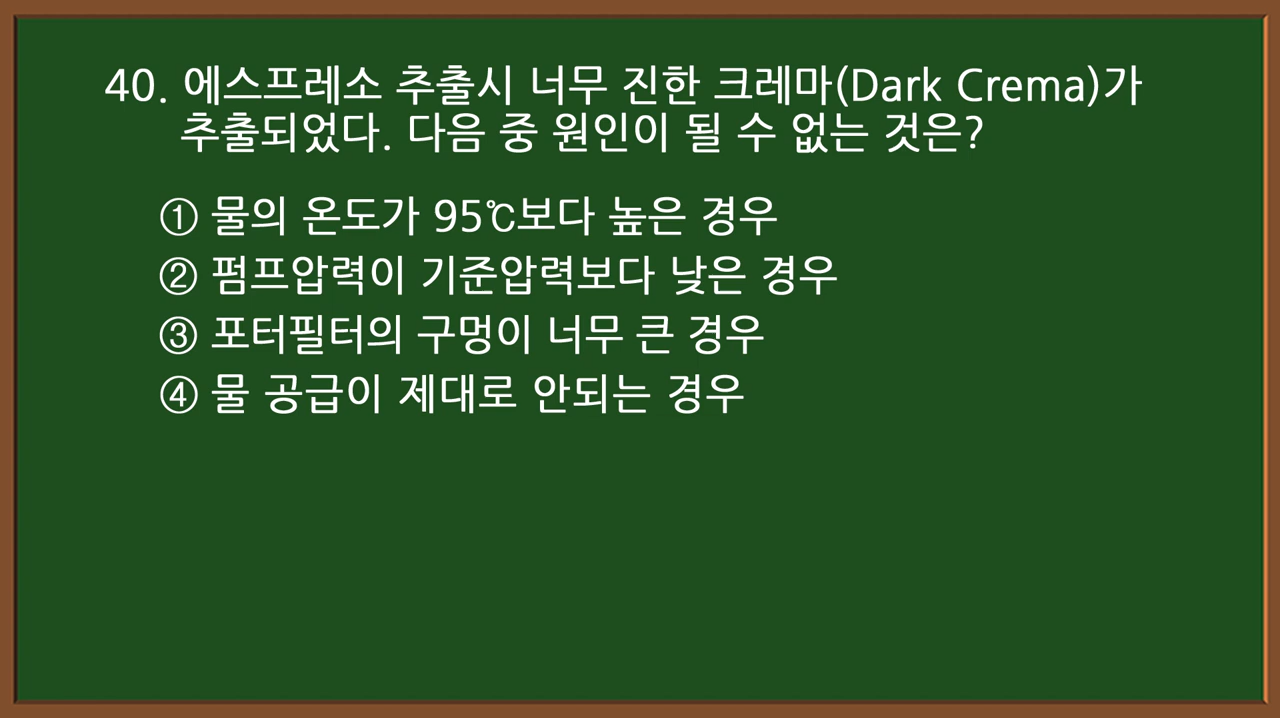 40. 에스프레소 추출시 너무 진한 크레마(Dark Crema)가
추출되었다. 다음 중 원인이 될 수 없는 것은?
① 물의 온도가 95℃보다 높은 경우
② 펌프압력이 기준압력보다 낮은 경우
③ 포터필터의 구멍이 너무 큰 경우
④ 물 공급이 제대로 안되는 경우